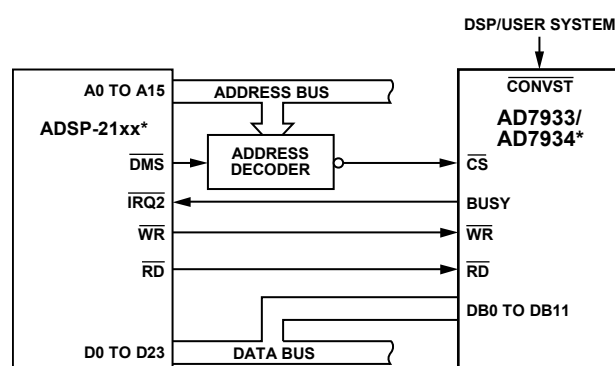 DSP/USER SYSTEM
A0 TO A15
ADDRESS BUS
CONVST
ADSP-21xx*
AD7933/
AD7934*
DMS
ADDRESS
DECODER
CS
IRQ2
BUSY
WR
WR
RD
RD
DB0 TO DB11
D0 TO D23
DATA BUS